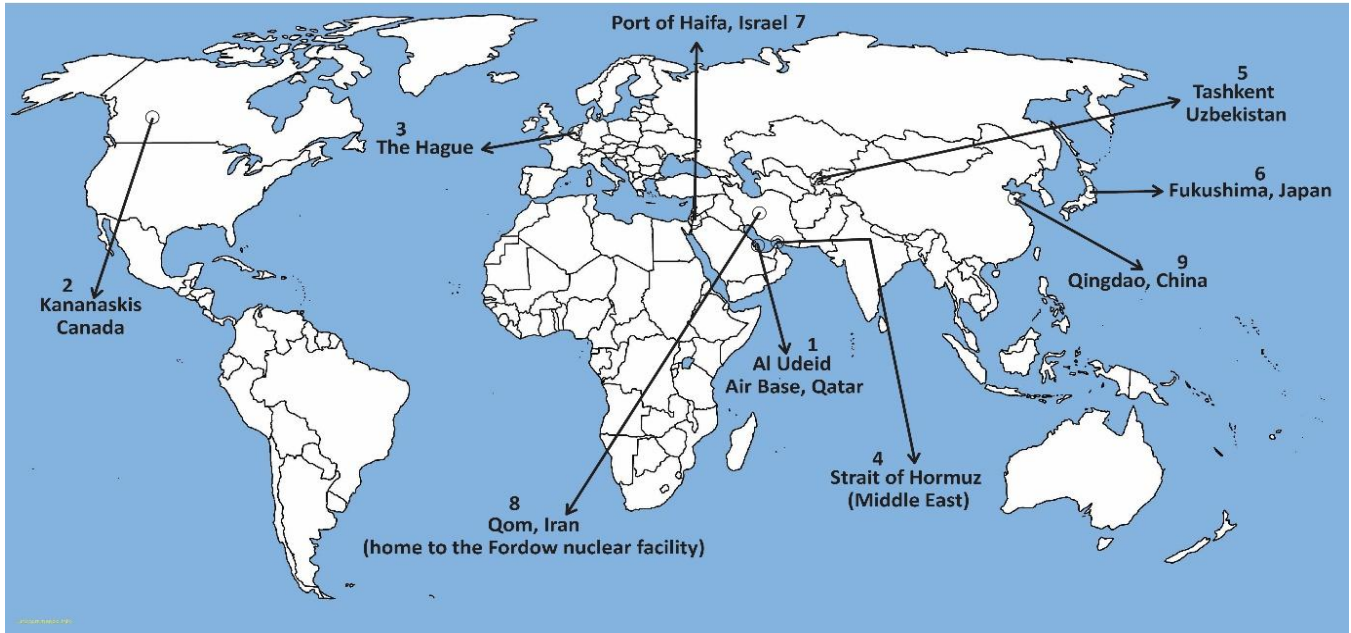 Port of Haifa, Israel 7
5
Tashkent
Uzbekistan
3
The Hague
6
Fukushima, Japan
9
Qingdao, China
2
Kananaskis
Canada
1
Al Udeid
Air Base, Qatar
4
Strait of Hormuz
(Middle East)
8
Qom, Iran
(home to the Fordow nuclear facility)